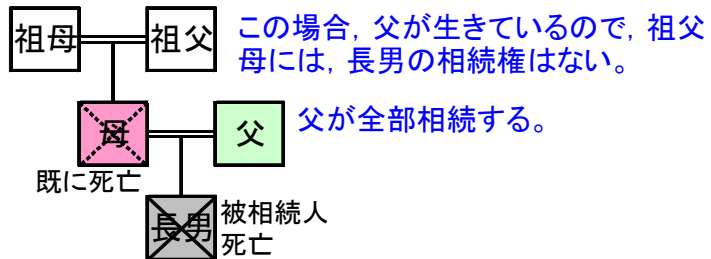 祖母
祖父
この場合，父が生きているので，祖父
母には，長男の相続権はない。
母
父
父が全部相続する。
既に死亡
長男
被相続人
死亡